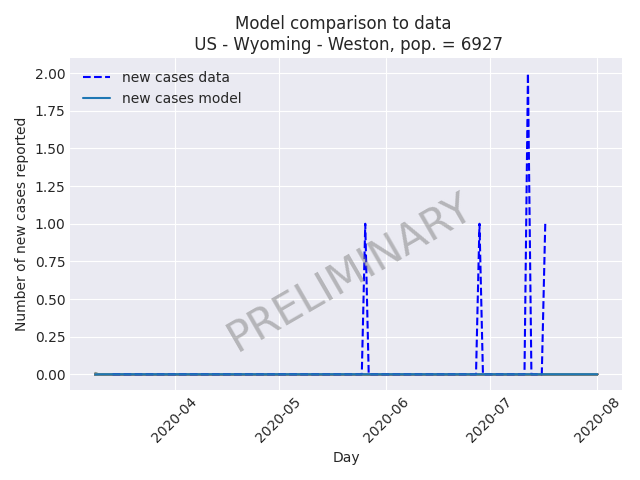 Model comparison to data
US - Wyoming - Weston, pop. = 6927
new cases data
new cases model
2.00
1.75
1.50
1.25
1.00
0.75
0.50
0.25
0.00
Number of new cases reported
PRELIMINARY
2020-04
2020-05
2020-06
2020-07
2020-08
Day